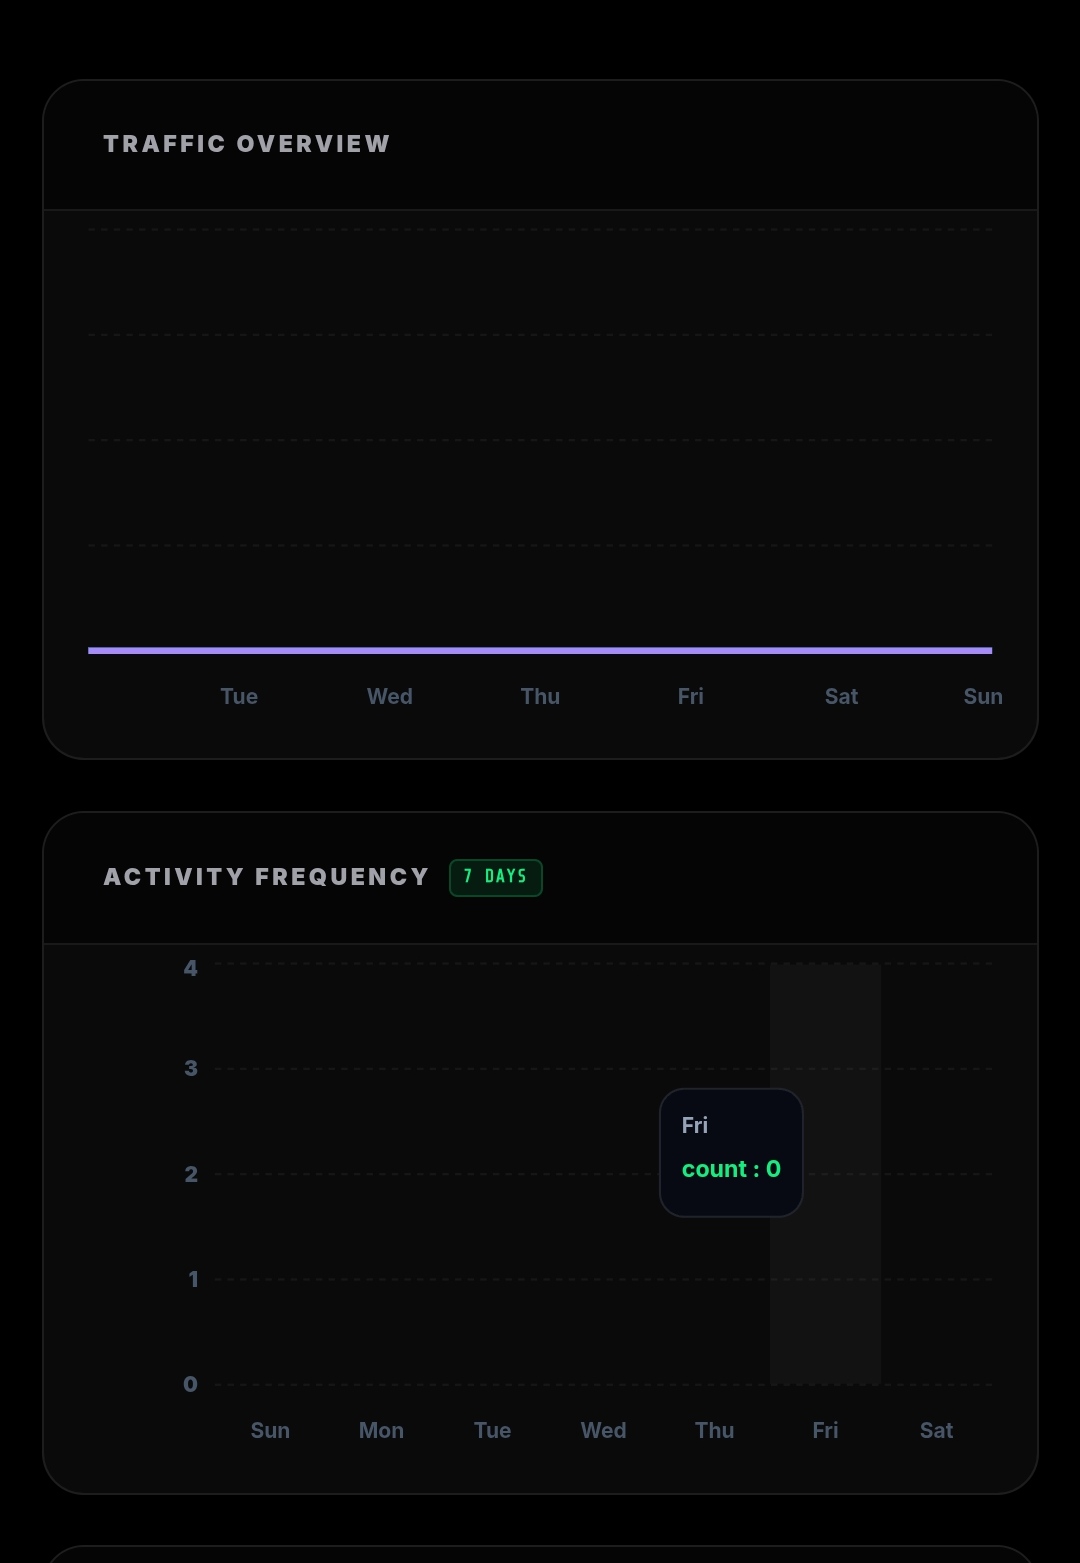 TRAFFIC OVERVIEW
Tue Wed Thu Fri Sat Sun
ACTIVITY FREQUENCY 7 DAYS
4
3
Fri
count : 0
2
1
0
Sun Mon Tue Wed Thu Fri Sat